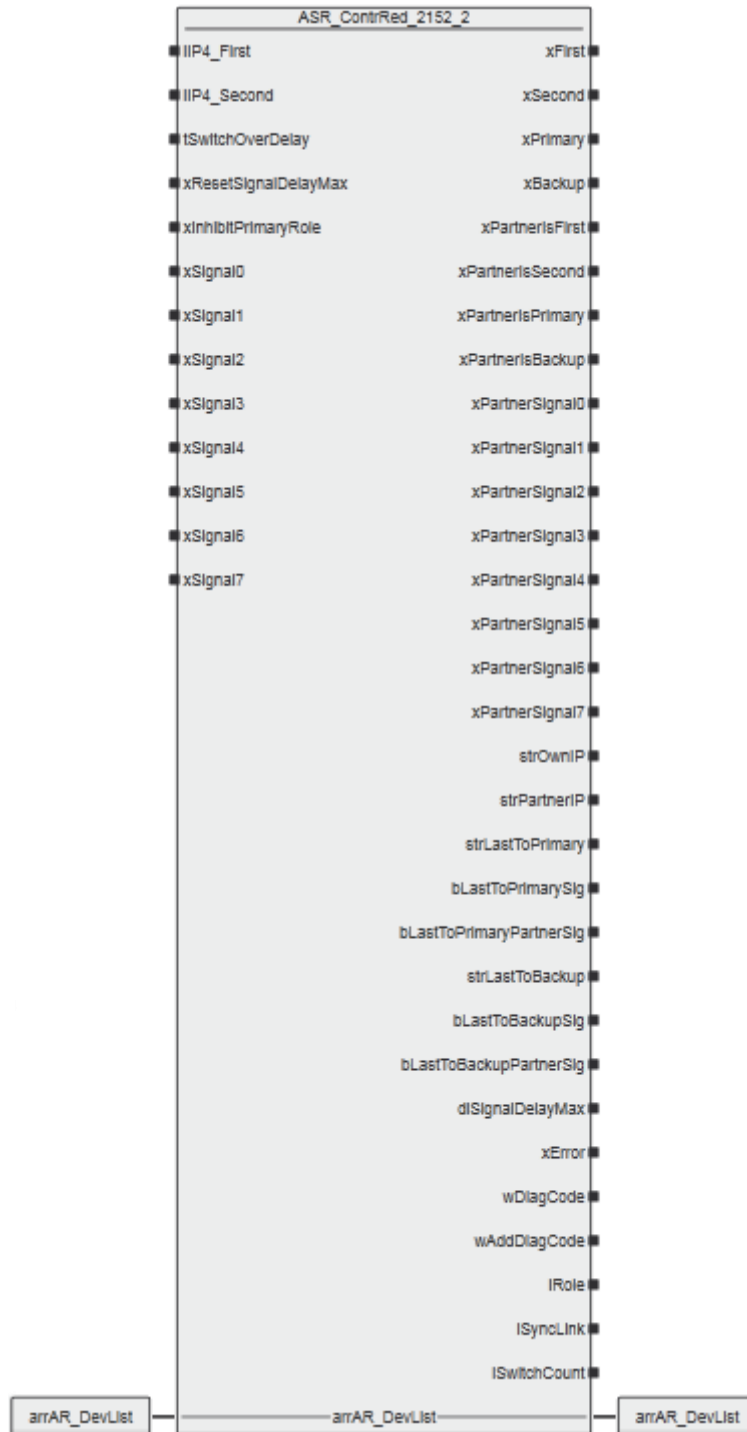 ASR_ContrRed_2152_2
iIP4_First
iIP4_Second
tSwitchOverDelay
xResetSignalDelayMax
xInhibitPrimaryRole
xSignal0
xSignal1
xSignal2
xSignal3
xSignal4
xSignal5
xSignal6
xSignal7
xFirst
xSecond
xPrimary
xBackup
xPartnerIsFirst
xPartnerIsSecond
xPartnerIsPrimary
xPartnerIsBackup
xPartnerSignal0
xPartnerSignal1
xPartnerSignal2
xPartnerSignal3
xPartnerSignal4
xPartnerSignal5
xPartnerSignal6
xPartnerSignal7
strOwnIP
strPartnerIP
strLastToPrimary
bLastToPrimarySig
bLastToPrimaryPartnerSig
strLastToBackup
bLastToBackupSig
bLastToBackupPartnerSig
diSignalDelayMax
xError
wDiagCode
wAddDiagCode
iRole
iSyncLink
iSwitchCount
arrAR_DevList
arrAR_DevList
arrAR_DevList